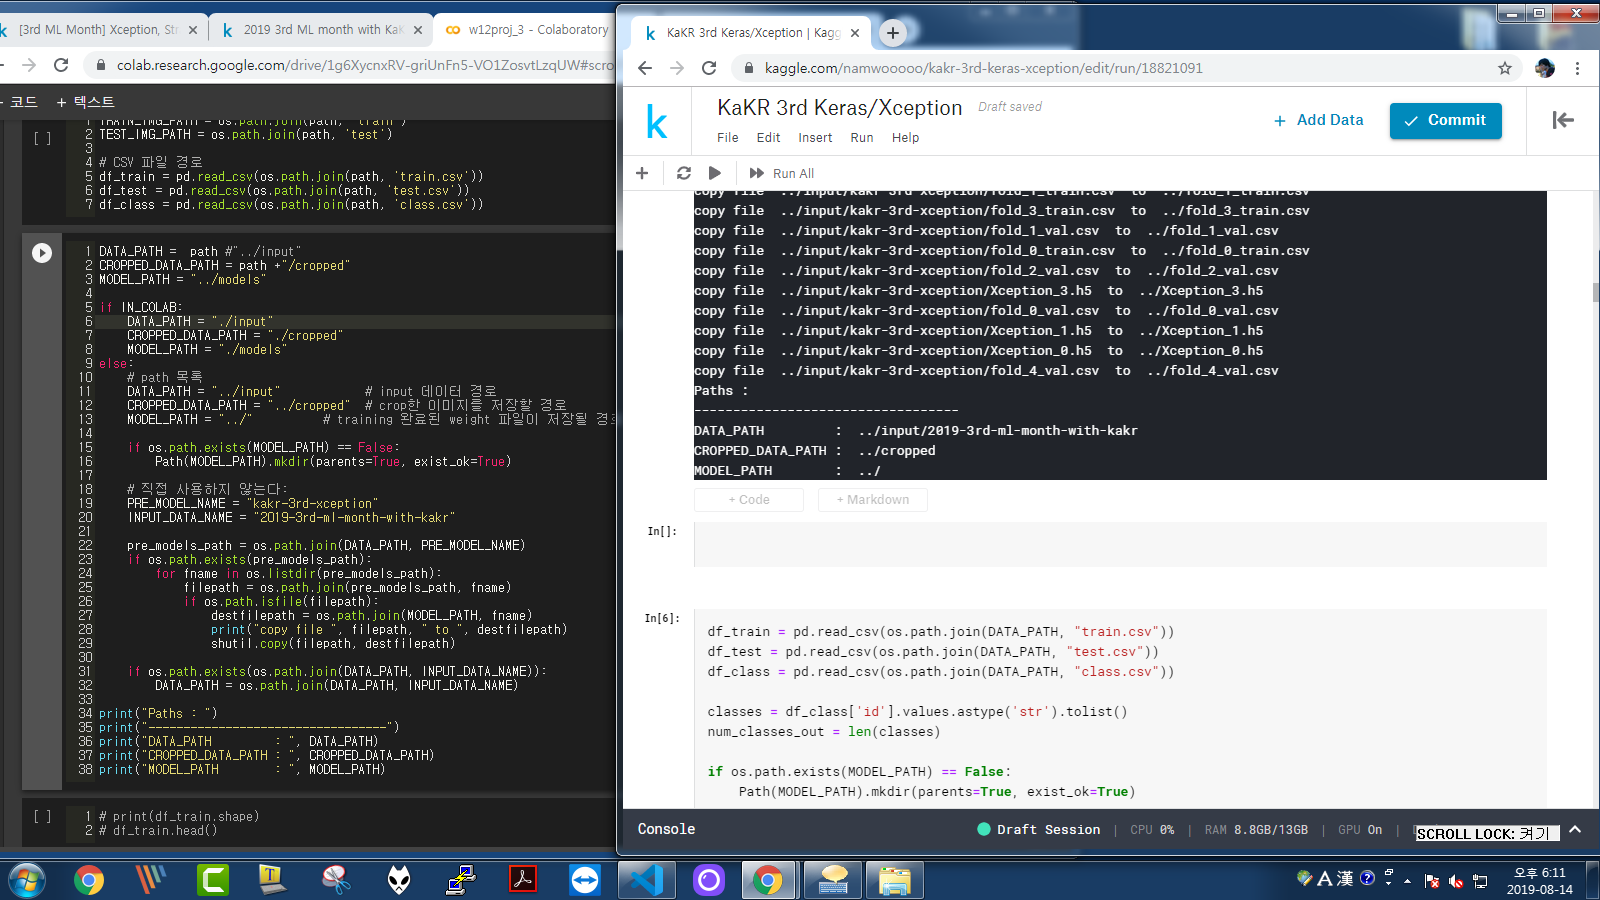 [3rd ML Month] Xception, St
2019 3rd ML month with KaK
w12proj_3 - Colaboratory
colab.research.google.com/drive/1g6XycnxRV-griUnFn5-VO1ZosvtLzqUW#scro
코드 + 텍스트
[ ]
1 TRAIN_IMG_PATH = os.path.join(path, 'train')
2 TEST_IMG_PATH = os.path.join(path, 'test')
3
4 # CSV 파일 경로
5 df_train = pd.read_csv(os.path.join(path, 'train.csv'))
6 df_test = pd.read_csv(os.path.join(path, 'test.csv'))
7 df_class = pd.read_csv(os.path.join(path, 'class.csv'))
1 DATA_PATH =  path #"../input"
2 CROPPED_DATA_PATH = path +"/cropped"
3 MODEL_PATH = "../models"
4
5 if IN_COLAB:
6     DATA_PATH = "./input"
7     CROPPED_DATA_PATH = "./cropped"
8     MODEL_PATH = "./models"
9 else:
10     # path 목록
11     DATA_PATH = "../input"            # input 데이터 경로
12     CROPPED_DATA_PATH = "../cropped"  # crop한 이미지를 저장할 경로
13     MODEL_PATH = "../"          # training 완료된 weight 파일이 저장될 경로
14
15     if os.path.exists(MODEL_PATH) == False:
16         Path(MODEL_PATH).mkdir(parents=True, exist_ok=True)
17
18     # 직접 사용하지 않는다:
19     PRE_MODEL_NAME = "kakr-3rd-xception"
20     INPUT_DATA_NAME = "2019-3rd-ml-month-with-kakr"
21
22     pre_models_path = os.path.join(DATA_PATH, PRE_MODEL_NAME)
23     if os.path.exists(pre_models_path):
24         for fname in os.listdir(pre_models_path):
25             filepath = os.path.join(pre_models_path, fname)
26             if os.path.isfile(filepath):
27                 destfilepath = os.path.join(MODEL_PATH, fname)
28                 print("copy file ", filepath, " to ", destfilepath)
29                 shutil.copy(filepath, destfilepath)
30
31     if os.path.exists(os.path.join(DATA_PATH, INPUT_DATA_NAME)):
32         DATA_PATH = os.path.join(DATA_PATH, INPUT_DATA_NAME)
33
34 print("Paths : ")
35 print("----------------------------------")
36 print("DATA_PATH         : ", DATA_PATH)
37 print("CROPPED_DATA_PATH : ", CROPPED_DATA_PATH)
38 print("MODEL_PATH        : ", MODEL_PATH)
[ ]
1 # print(df_train.shape)
2 # df_train.head()
KaKR 3rd Keras/Xception | Kagg
kaggle.com/namwooooo/kakr-3rd-keras-xception/edit/run/18821091
KaKR 3rd Keras/Xception Draft saved
File Edit Insert Run Help
+ Add Data
Commit
Run All
copy file  ../input/kakr-3rd-xception/fold_1_train.csv  to  ../fold_1_train.csv
copy file  ../input/kakr-3rd-xception/fold_3_train.csv  to  ../fold_3_train.csv
copy file  ../input/kakr-3rd-xception/fold_1_val.csv  to  ../fold_1_val.csv
copy file  ../input/kakr-3rd-xception/fold_0_train.csv  to  ../fold_0_train.csv
copy file  ../input/kakr-3rd-xception/fold_2_val.csv  to  ../fold_2_val.csv
copy file  ../input/kakr-3rd-xception/Xception_3.h5  to  ../Xception_3.h5
copy file  ../input/kakr-3rd-xception/fold_0_val.csv  to  ../fold_0_val.csv
copy file  ../input/kakr-3rd-xception/Xception_1.h5  to  ../Xception_1.h5
copy file  ../input/kakr-3rd-xception/Xception_0.h5  to  ../Xception_0.h5
copy file  ../input/kakr-3rd-xception/fold_4_val.csv  to  ../fold_4_val.csv
Paths :
----------------------------------
DATA_PATH         :  ../input/2019-3rd-ml-month-with-kakr
CROPPED_DATA_PATH :  ../cropped
MODEL_PATH        :  ../
+ Code + Markdown
In[]:
In[6]:
df_train = pd.read_csv(os.path.join(DATA_PATH, "train.csv"))
df_test = pd.read_csv(os.path.join(DATA_PATH, "test.csv"))
df_class = pd.read_csv(os.path.join(DATA_PATH, "class.csv"))
classes = df_class['id'].values.astype('str').tolist()
num_classes_out = len(classes)
if os.path.exists(MODEL_PATH) == False:
    Path(MODEL_PATH).mkdir(parents=True, exist_ok=True)
Console
Draft Session | CPU 0% | RAM 8.8GB/13GB | GPU On |
SCROLL LOCK: 켜기
A 漢
오후 6:11
2019-08-14